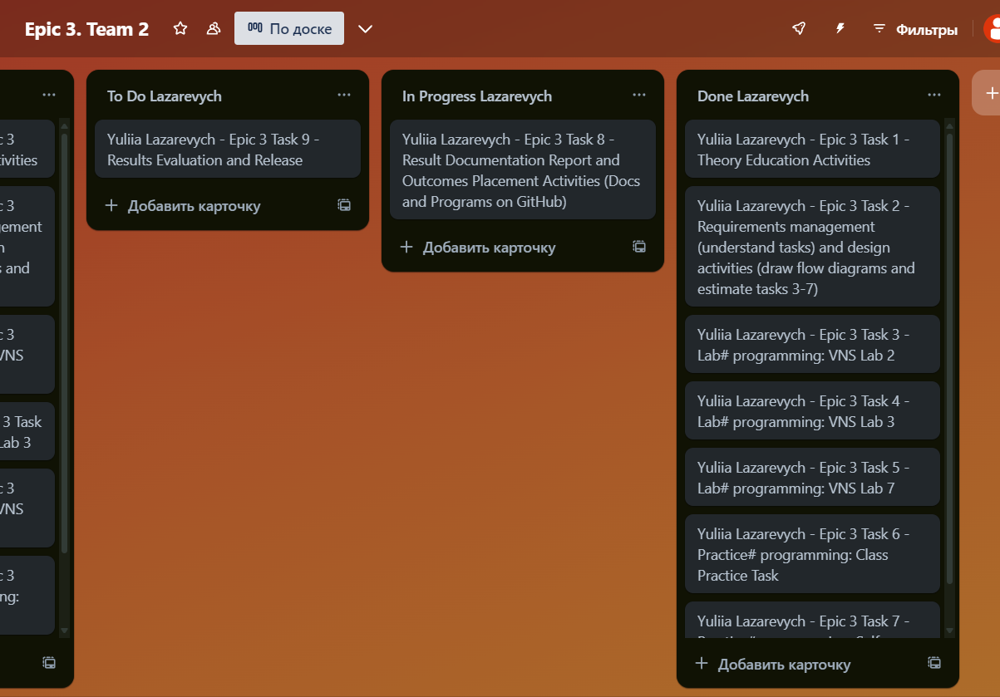 Epic 3. Team 2
По доске
Фильтры
c 3
ivities
c 3
gement
n
s and
c 3
VNS
3 Task
Lab 3
c 3
VNS
c 3
ng:
To Do Lazarevych
Yuliia Lazarevych - Epic 3 Task 9 -
Results Evaluation and Release
Добавить карточку
In Progress Lazarevych
Yuliia Lazarevych - Epic 3 Task 8 -
Result Documentation Report and
Outcomes Placement Activities (Docs
and Programs on GitHub)
Добавить карточку
Done Lazarevych
Yuliia Lazarevych - Epic 3 Task 1 -
Theory Education Activities
Yuliia Lazarevych - Epic 3 Task 2 -
Requirements management
(understand tasks) and design
activities (draw flow diagrams and
estimate tasks 3-7)
Yuliia Lazarevych - Epic 3 Task 3 -
Lab# programming: VNS Lab 2
Yuliia Lazarevych - Epic 3 Task 4 -
Lab# programming: VNS Lab 3
Yuliia Lazarevych - Epic 3 Task 5 -
Lab# programming: VNS Lab 7
Yuliia Lazarevych - Epic 3 Task 6 -
Practice# programming: Class
Practice Task
Yuliia Lazarevych - Epic 3 Task 7 -
Добавить карточку